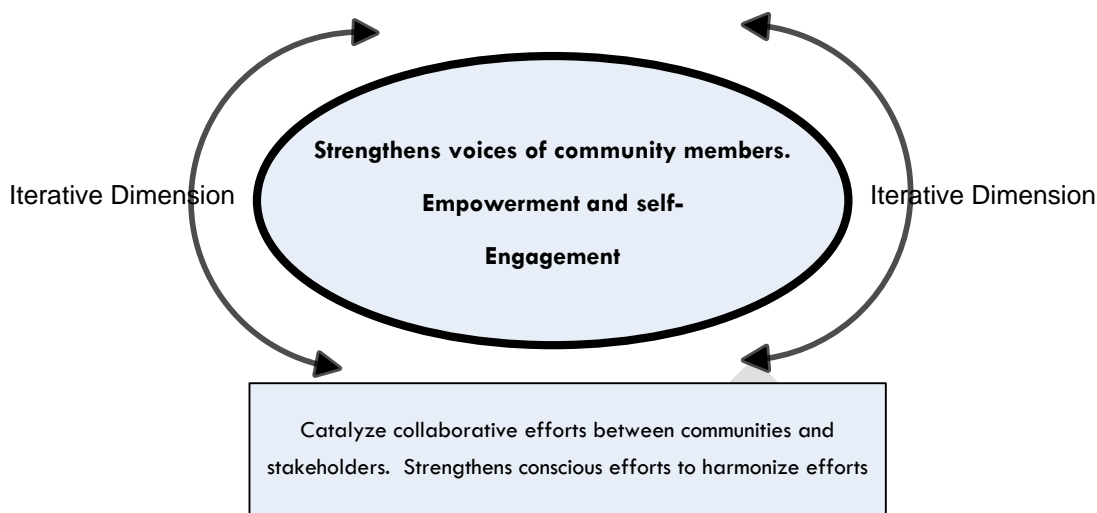 Strengthens voices of community members.
Iterative Dimension
Empowerment and self-
Iterative Dimension
Engagement
Catalyze collaborative efforts between communities and
stakeholders. Strengthens conscious efforts to harmonize efforts